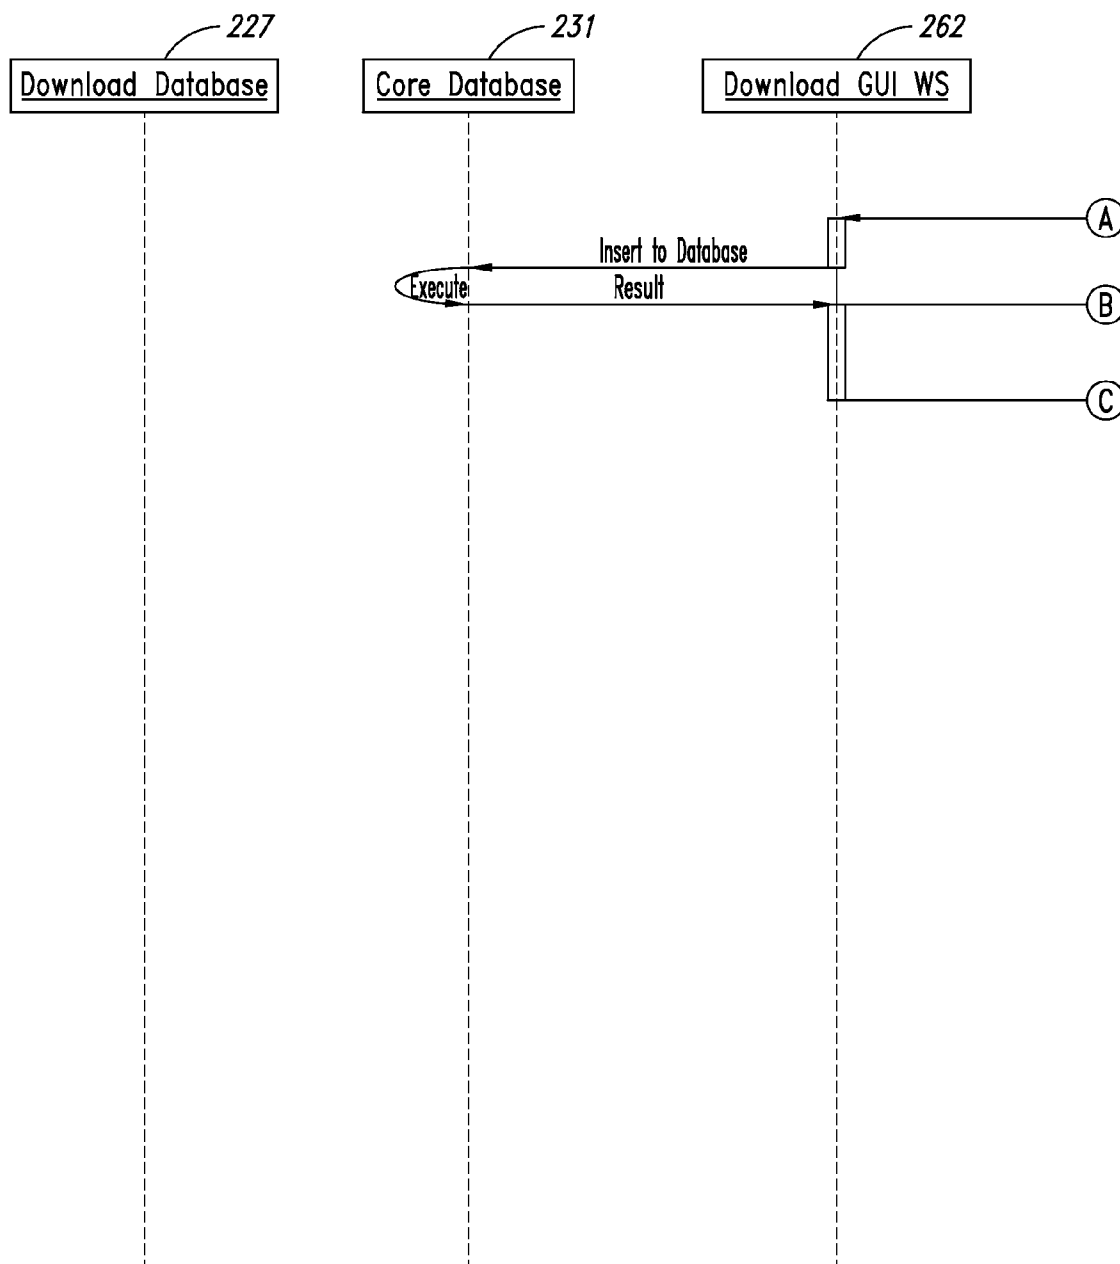 227
231
262
Download Database
Core Database
Download GUI WS
A
Insert to Database
Execute
Result
B
C